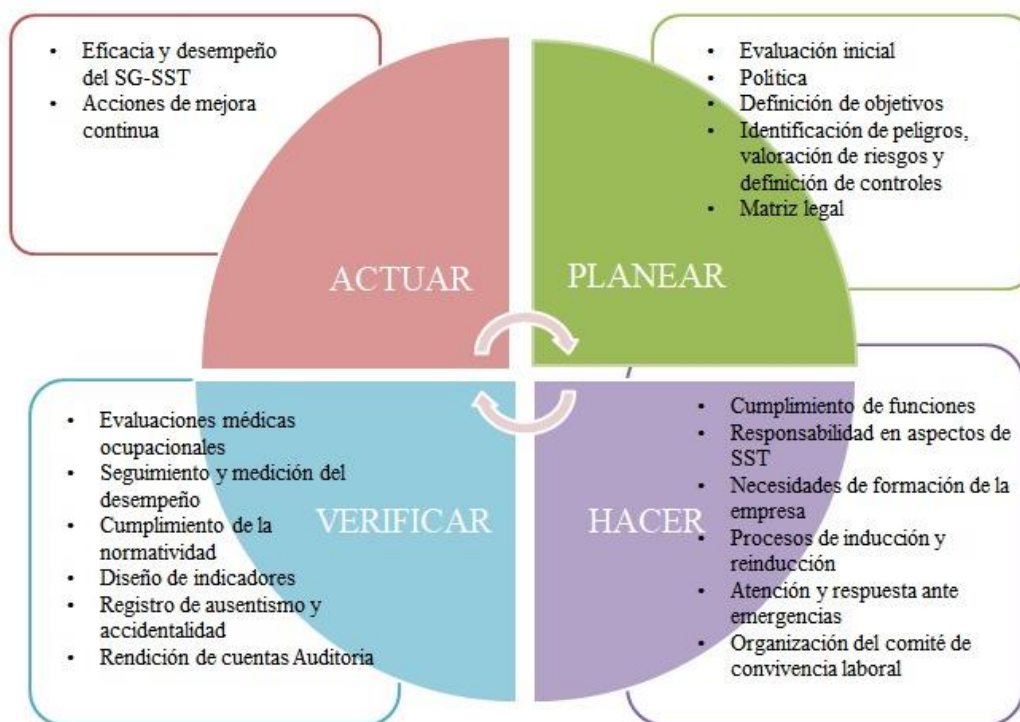 • Eficacia y desempeño
del SG-SST
• Acciones de mejora
continua
ACTUAR
• Evaluación inicial
• Política
• Definición de objetivos
• Identificación de peligros,
valoración de riesgos y
definición de controles
• Matriz legal
PLANEAR
• Evaluaciones médicas
ocupacionales
• Seguimiento y medición del
desempeño
• Cumplimiento de la
normatividad
• Diseño de indicadores
• Registro de ausentismo y
accidentalidad
• Rendición de cuentas Auditoria
VERIFICAR
• Cumplimiento de funciones
• Responsabilidad en aspectos de
SST
• Necesidades de formación de la
empresa
• Procesos de inducción y
reinducción
• Atención y respuesta ante
emergencias
• Organización del comité de
convivencia laboral
HACER